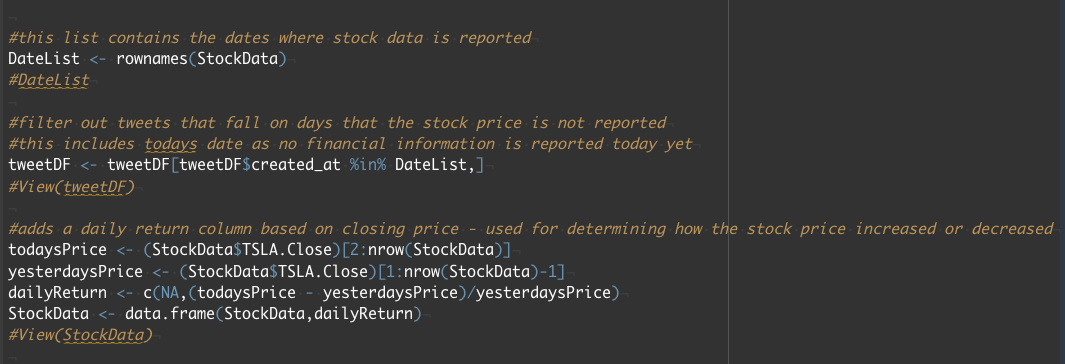 #this list contains the dates where stock data is reported
DateList <- rownames(StockData)
#DateList
#filter out tweets that fall on days that the stock price is not reported
#this includes todays date as no financial information is reported today yet
tweetDF <- tweetDF[tweetDF$created_at %in% DateList,]
#View(tweetDF)
#adds a daily return column based on closing price - used for determining how the stock price increased or decreased
todaysPrice <- (StockData$TSLA.Close)[2:nrow(StockData)]
yesterdaysPrice <- (StockData$TSLA.Close)[1:nrow(StockData)-1]
dailyReturn <- c(NA,(todaysPrice - yesterdaysPrice)/yesterdaysPrice)
StockData <- data.frame(StockData,dailyReturn)
#View(StockData)